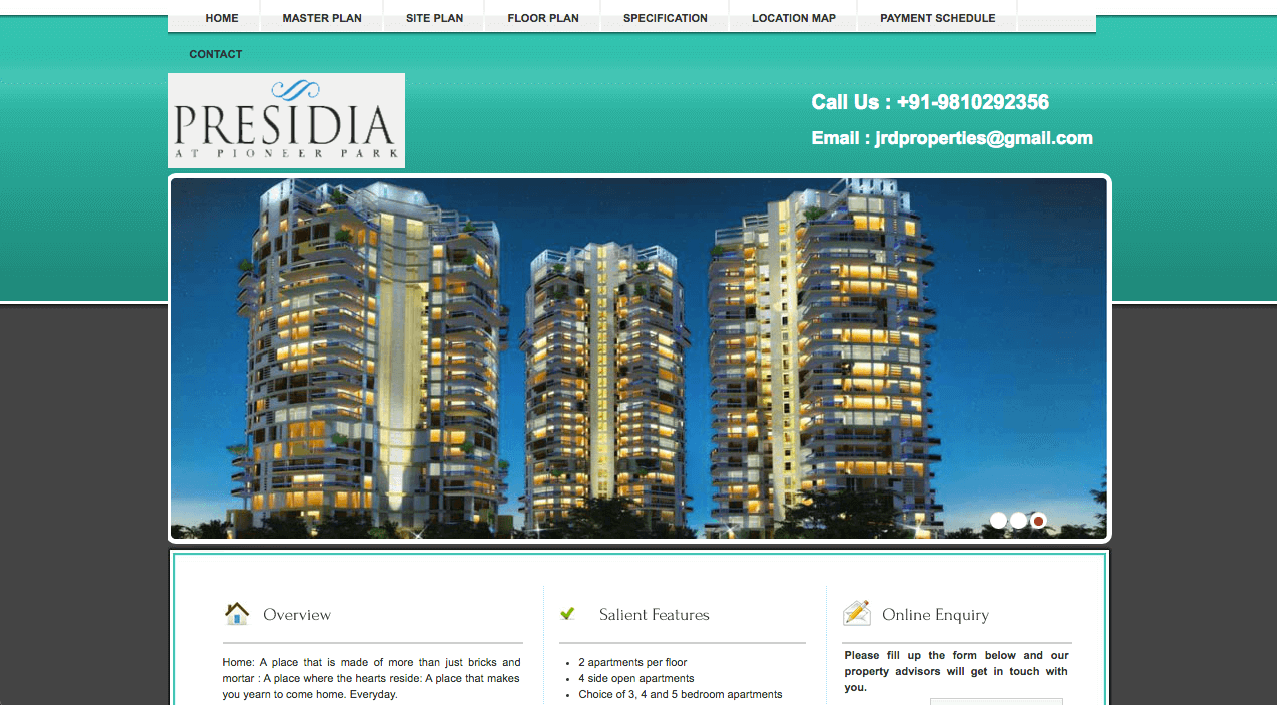 HOME MASTER PLAN SITE PLAN FLOOR PLAN SPECIFICATION LOCATION MAP PAYMENT SCHEDULE
CONTACT
PRESIDIA
AT PIONEER PARK
Call Us : +91-9810292356
Email : jrdproperties@gmail.com
Overview
Home: A place that is made of more than just bricks and
mortar : A place where the hearts reside: A place that makes
you yearn to come home. Everyday.
Salient Features
• 2 apartments per floor
• 4 side open apartments
• Choice of 3, 4 and 5 bedroom apartments
Online Enquiry
Please fill up the form below and our
property advisors will get in touch with
you.